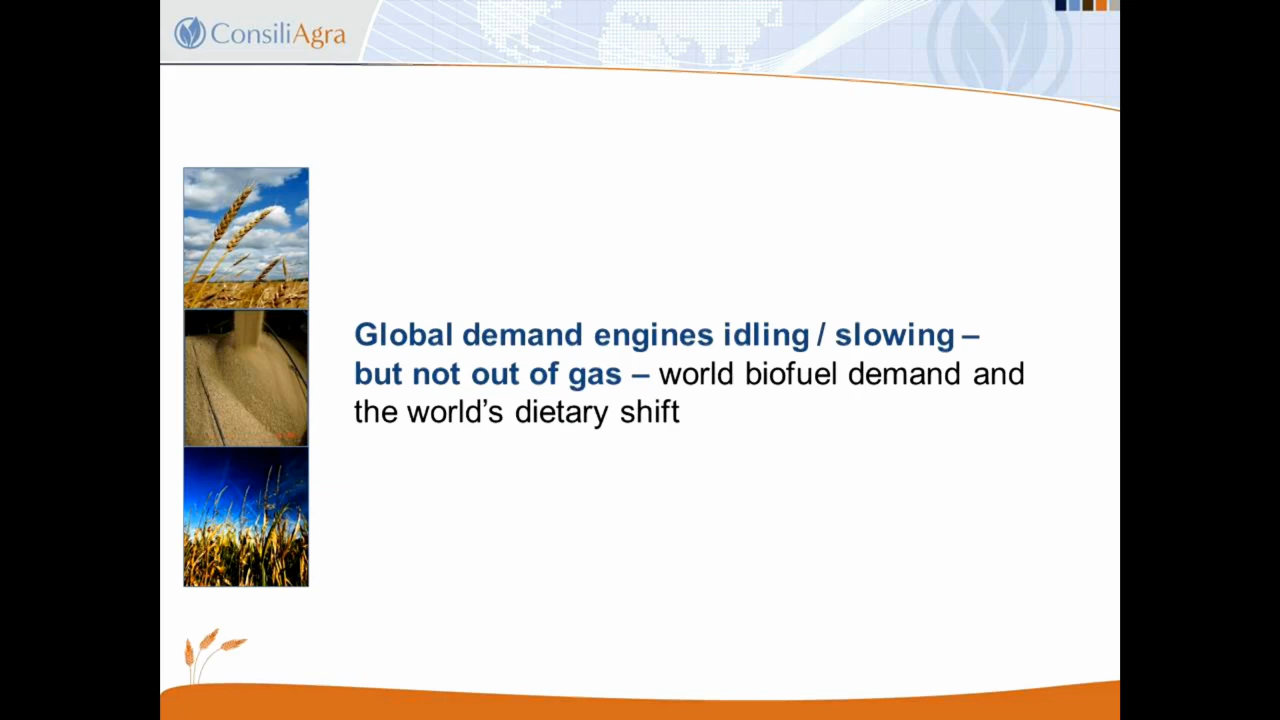 ConsiliAgra
Global demand engines idling / slowing –
but not out of gas – world biofuel demand and
the world’s dietary shift